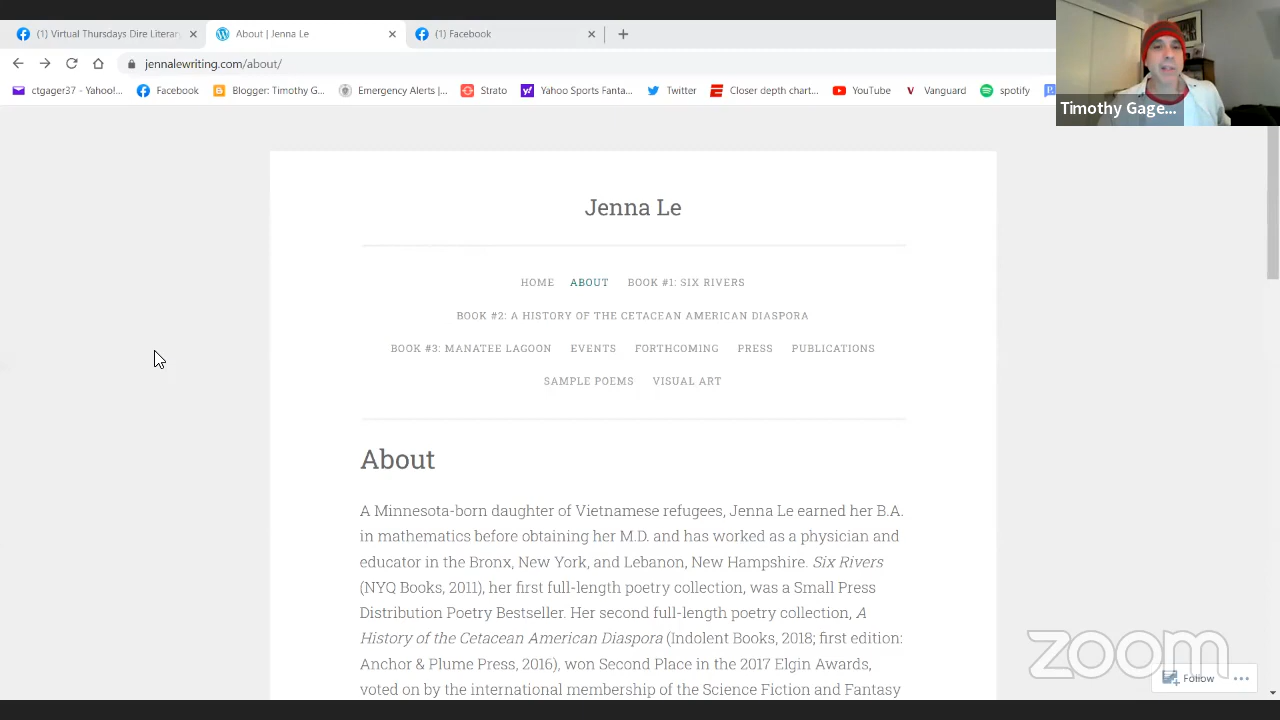 (1) Virtual Thursdays Dire Literar
About | Jenna Le
(1) Facebook
jennalewriting.com/about/
ctgager37 - Yahoo!...
Facebook
Blogger: Timothy G...
Emergency Alerts |...
Strato
Yahoo Sports Fanta...
Twitter
Closer depth chart...
YouTube
Vanguard
spotify
Timothy Gage...
Jenna Le
HOME ABOUT BOOK #1: SIX RIVERS
BOOK #2: A HISTORY OF THE CETACEAN AMERICAN DIASPORA
BOOK #3: MANATEE LAGOON EVENTS FORTHCOMING PRESS PUBLICATIONS
SAMPLE POEMS VISUAL ART
About
A Minnesota-born daughter of Vietnamese refugees, Jenna Le earned her B.A.
in mathematics before obtaining her M.D. and has worked as a physician and
educator in the Bronx, New York, and Lebanon, New Hampshire. Six Rivers
(NYQ Books, 2011), her first full-length poetry collection, was a Small Press
Distribution Poetry Bestseller. Her second full-length poetry collection, A
History of the Cetacean American Diaspora (Indolent Books, 2018; first edition:
Anchor & Plume Press, 2016), won Second Place in the 2017 Elgin Awards,
voted on by the international membership of the Science Fiction and Fantasy
zoom
Follow